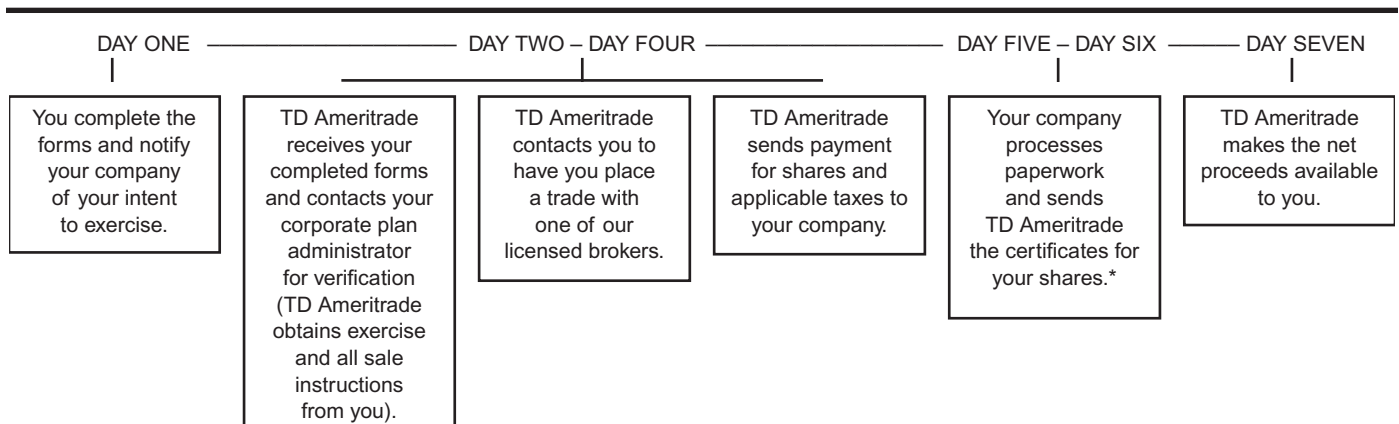 DAY ONE
DAY TWO – DAY FOUR
DAY FIVE – DAY SIX
DAY SEVEN
You complete the
forms and notify
your company
of your intent
to exercise.
TD Ameritrade
receives your
completed forms
and contacts your
corporate plan
administrator
for verification
(TD Ameritrade
obtains exercise
and all sale
instructions
from you).
TD Ameritrade
contacts you to
have you place
a trade with
one of our
licensed brokers.
TD Ameritrade
sends payment
for shares and
applicable taxes to
your company.
Your company
processes
paperwork
and sends
TD Ameritrade
the certificates for
your shares.*
TD Ameritrade
makes the net
proceeds available
to you.